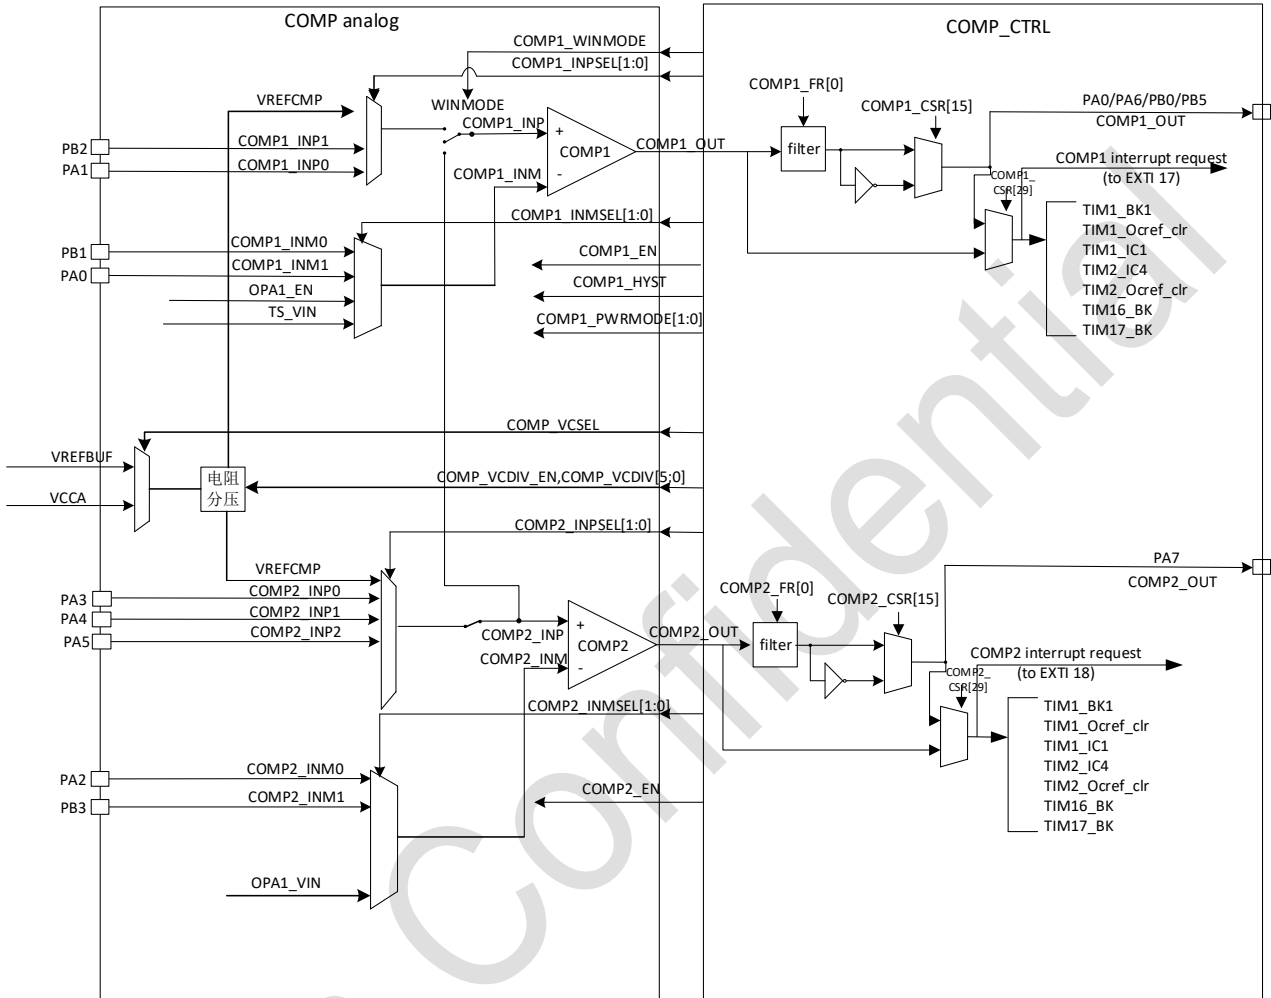 COMP analog
COMP_CTRL
COMP1_WINMODE
COMP1_INPSEL[1:0]
VREFCMP
WINMODE
COMP1_INP
PB2
COMP1_INP1
PA1
COMP1_INP0
+
COMP1
-
COMP1_INM
COMP1_OUT
COMP1_FR[0]
filter
COMP1_CSR[15]
PA0/PA6/PB0/PB5
COMP1_OUT
COMP1 interrupt request
(to EXTI 17)
COMP1_
CSR[29]
TIM1_BK1
TIM1_Ocref_clr
TIM1_IC1
TIM2_IC4
TIM2_Ocref_clr
TIM16_BK
TIM17_BK
COMP1_INMSEL[1:0]
PB1
COMP1_INM0
PA0
COMP1_INM1
OPA1_EN
TS_VIN
COMP1_EN
COMP1_HYST
COMP1_PWRMODE[1:0]
COMP_VCSEL
VREFBUF
VCCA
电阻
分压
COMP_VCDIV_EN,COMP_VCDIV[5:0]
COMP2_INPSEL[1:0]
VREFCMP
PA3
COMP2_INP0
PA4
COMP2_INP1
PA5
COMP2_INP2
COMP2_INP
+
COMP2
-
COMP2_INM
COMP2_OUT
COMP2_FR[0]
filter
COMP2_CSR[15]
PA7
COMP2_OUT
COMP2 interrupt request
(to EXTI 18)
COMP2_
CSR[29]
TIM1_BK1
TIM1_Ocref_clr
TIM1_IC1
TIM2_IC4
TIM2_Ocref_clr
TIM16_BK
TIM17_BK
COMP2_INMSEL[1:0]
PA2
COMP2_INM0
PB3
COMP2_INM1
COMP2_EN
OPA1_VIN
Confidential